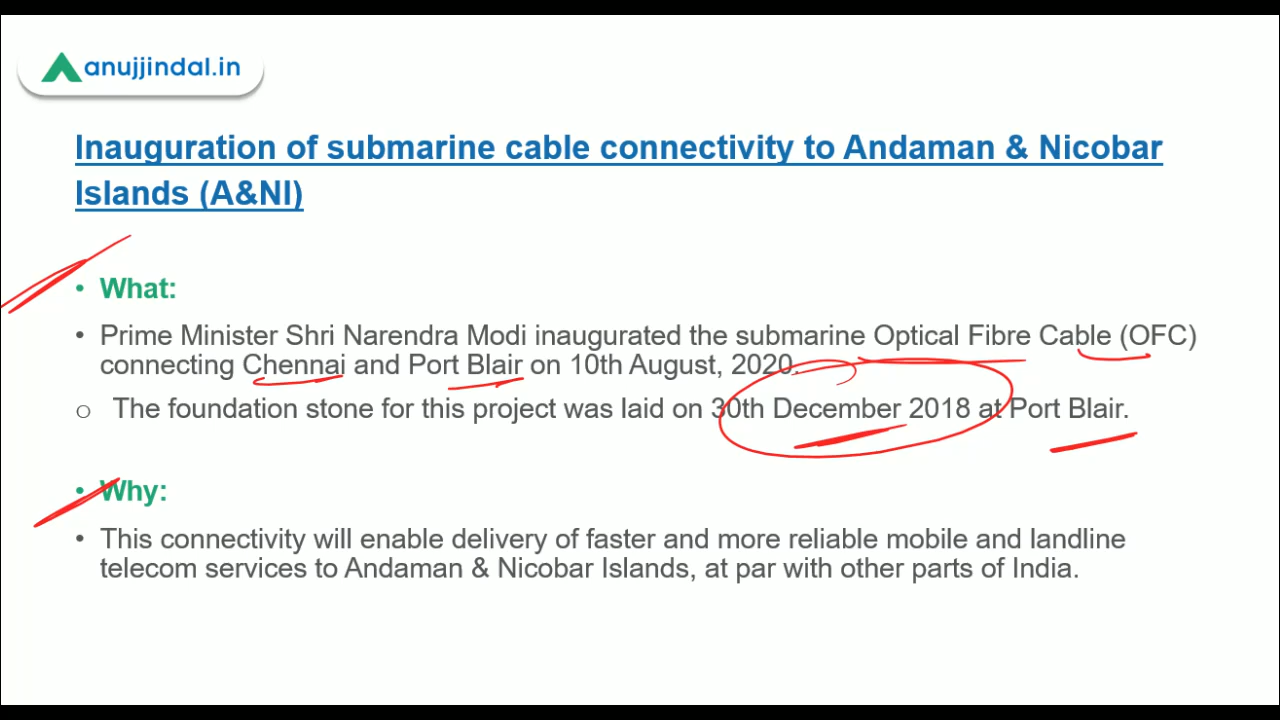 anujjindal.in
Inauguration of submarine cable connectivity to Andaman & Nicobar
Islands (A&NI)
• What:
• Prime Minister Shri Narendra Modi inaugurated the submarine Optical Fibre Cable (OFC)
connecting Chennai and Port Blair on 10th August, 2020.
o The foundation stone for this project was laid on 30th December 2018 at Port Blair.
• Why:
• This connectivity will enable delivery of faster and more reliable mobile and landline
telecom services to Andaman & Nicobar Islands, at par with other parts of India.